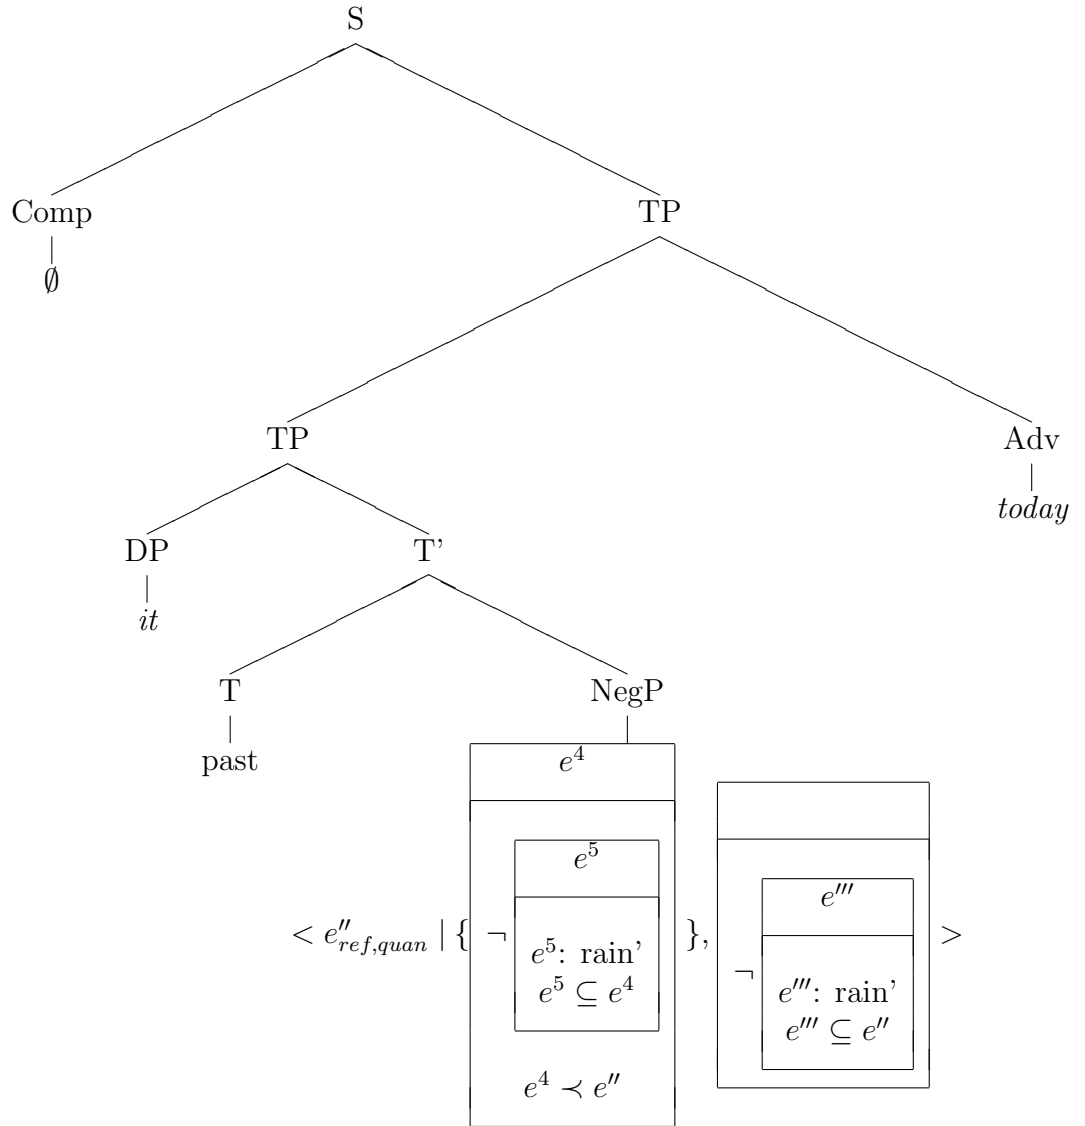 S
Comp TP
∅
TP Adv
today
DP T'
it
T NegP
past
e⁴
e⁵ e‴
< e″ref,quan | { ¬ }, ¬ >
e⁵: rain' e‴: rain'
e⁵ ⊆ e⁴ e‴ ⊆ e″
e⁴ ≺ e″